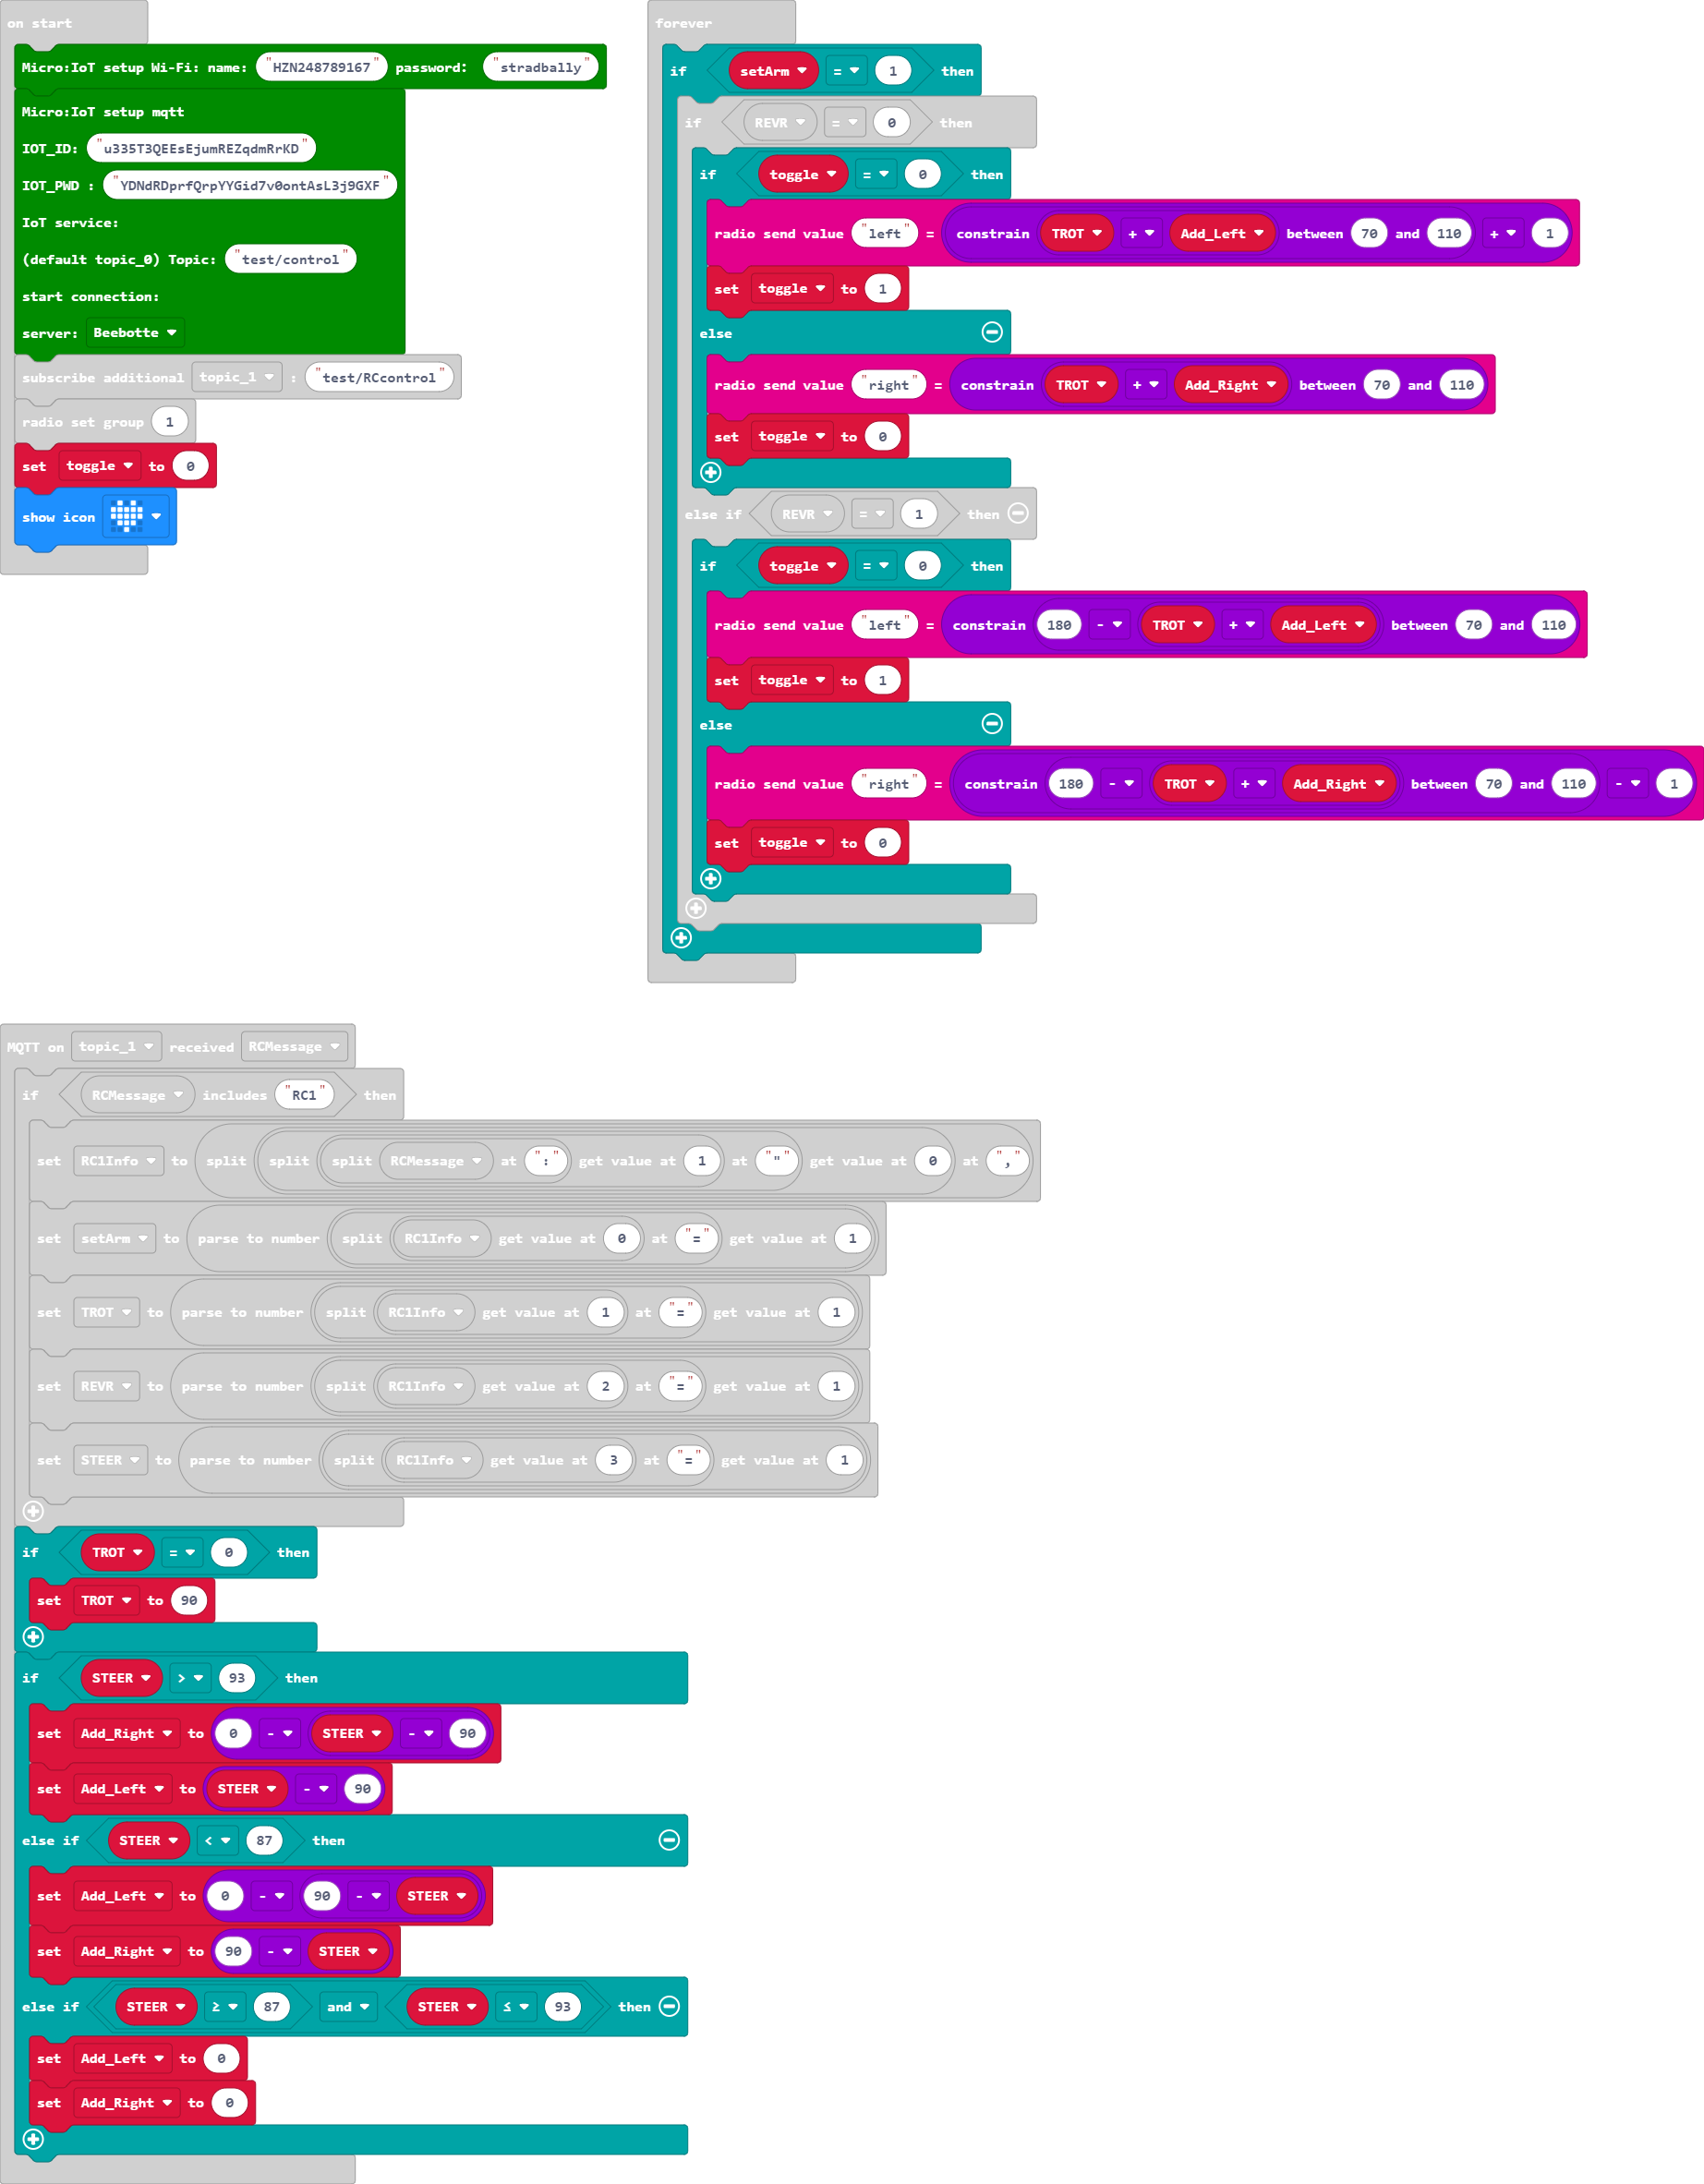 on start
Micro:IoT setup Wi-Fi: name: "HZN248789167" password: "stradbally"
Micro:IoT setup mqtt
IOT_ID: "u335T3QEEsEjumREZqdmRrKD"
IOT_PWD : "YDNdRDprfQrpYYGid7v0ontAsL3j9GXF"
IoT service:
(default topic_0) Topic: "test/control"
start connection:
server: Beebotte
subscribe additional topic_1 : "test/RCcontrol"
radio set group 1
set toggle to 0
show icon
forever
if setArm = 1 then
if REVR = 0 then
if toggle = 0 then
radio send value "left" = constrain TROT + Add_Left between 70 and 110 + 1
set toggle to 1
else
radio send value "right" = constrain TROT + Add_Right between 70 and 110
set toggle to 0
else if REVR = 1 then
if toggle = 0 then
radio send value "left" = constrain 180 - TROT + Add_Left between 70 and 110
set toggle to 1
else
radio send value "right" = constrain 180 - TROT + Add_Right between 70 and 110 - 1
set toggle to 0
MQTT on topic_1 received RCMessage
if RCMessage includes "RC1" then
set RC1Info to split split split RCMessage at ":" get value at 1 at """ get value at 0 at ","
set setArm to parse to number split RC1Info get value at 0 at "=" get value at 1
set TROT to parse to number split RC1Info get value at 1 at "=" get value at 1
set REVR to parse to number split RC1Info get value at 2 at "=" get value at 1
set STEER to parse to number split RC1Info get value at 3 at "=" get value at 1
if TROT = 0 then
set TROT to 90
if STEER > 93 then
set Add_Right to 0 - STEER - 90
set Add_Left to STEER - 90
else if STEER < 87 then
set Add_Left to 0 - 90 - STEER
set Add_Right to 90 - STEER
else if STEER ≥ 87 and STEER ≤ 93 then
set Add_Left to 0
set Add_Right to 0